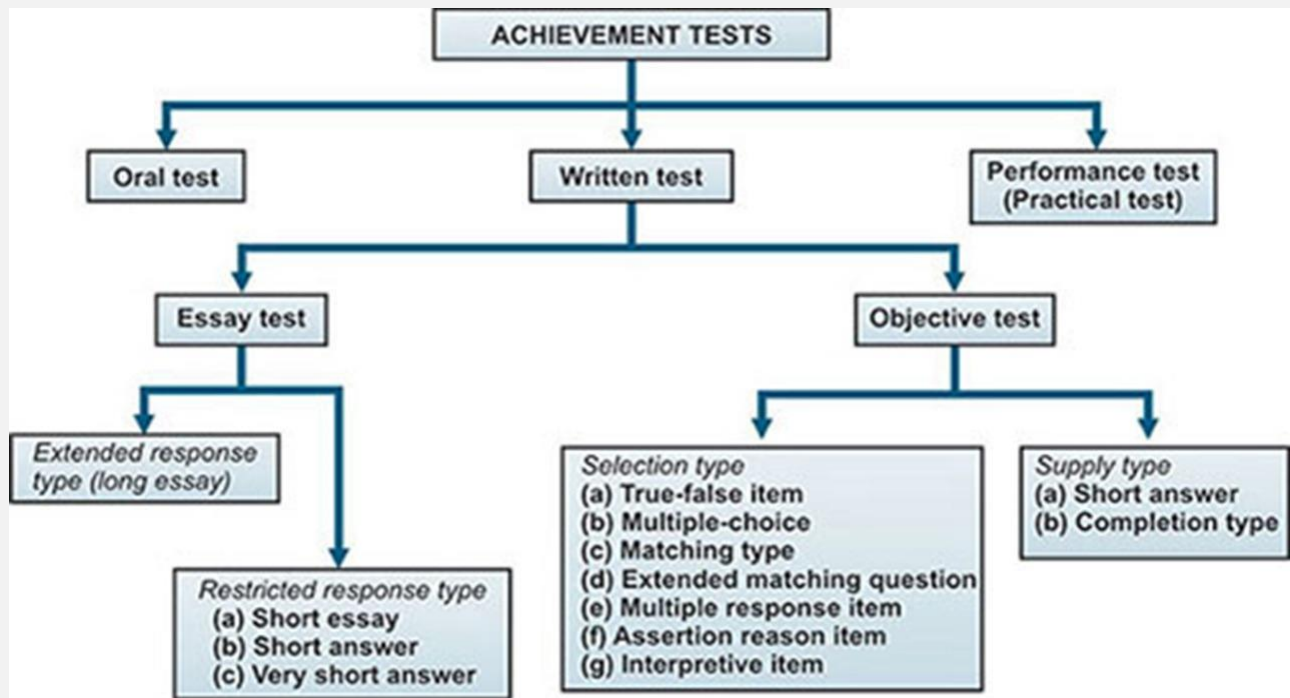 ACHIEVEMENT TESTS
Oral test
Written test
Performance test
(Practical test)
Essay test
Objective test
Extended response
type (long essay)
Restricted response type
(a) Short essay
(b) Short answer
(c) Very short answer
Selection type
(a) True-false item
(b) Multiple-choice
(c) Matching type
(d) Extended matching question
(e) Multiple response item
(f) Assertion reason item
(g) Interpretive item
Supply type
(a) Short answer
(b) Completion type